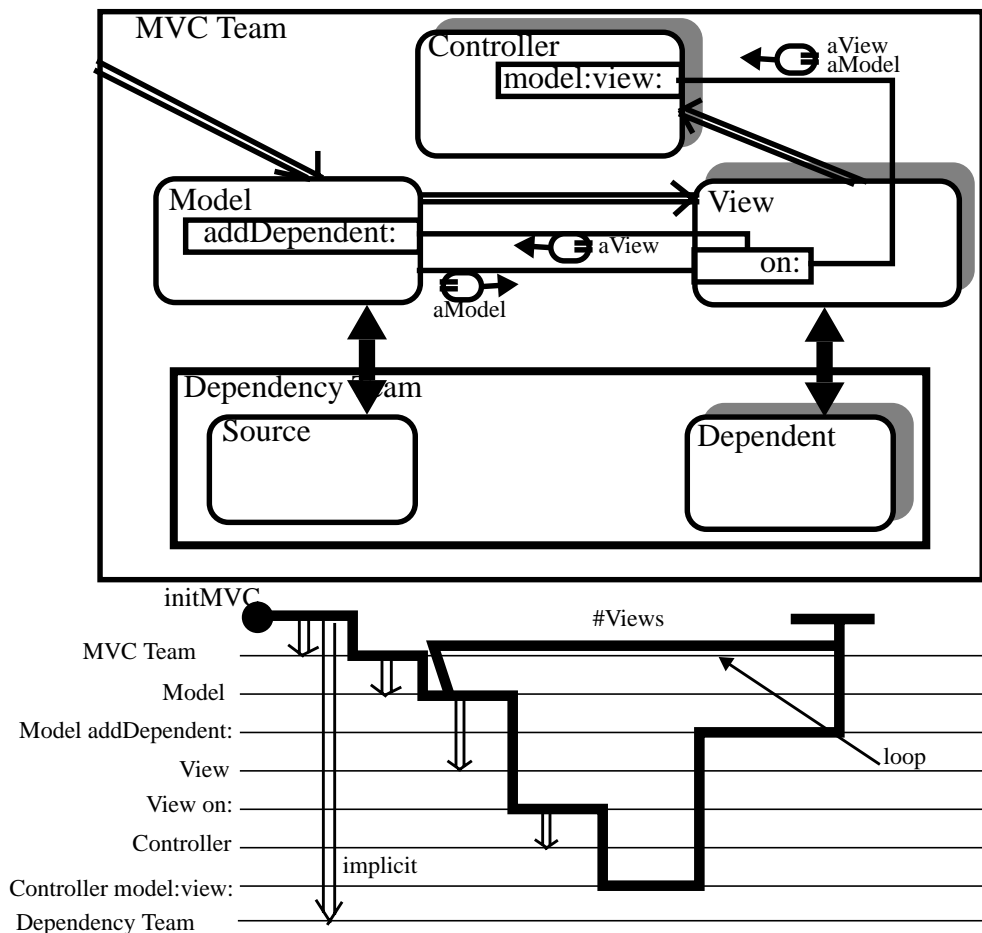 MVC Team
Controller
model:view:
aView
aModel
Model
addDependent:
View
aView
on:
aModel
Dependency Team
Source
Dependent
initMVC
#Views
MVC Team
Model
Model addDependent:
loop
View
View on:
Controller
implicit
Controller model:view:
Dependency Team